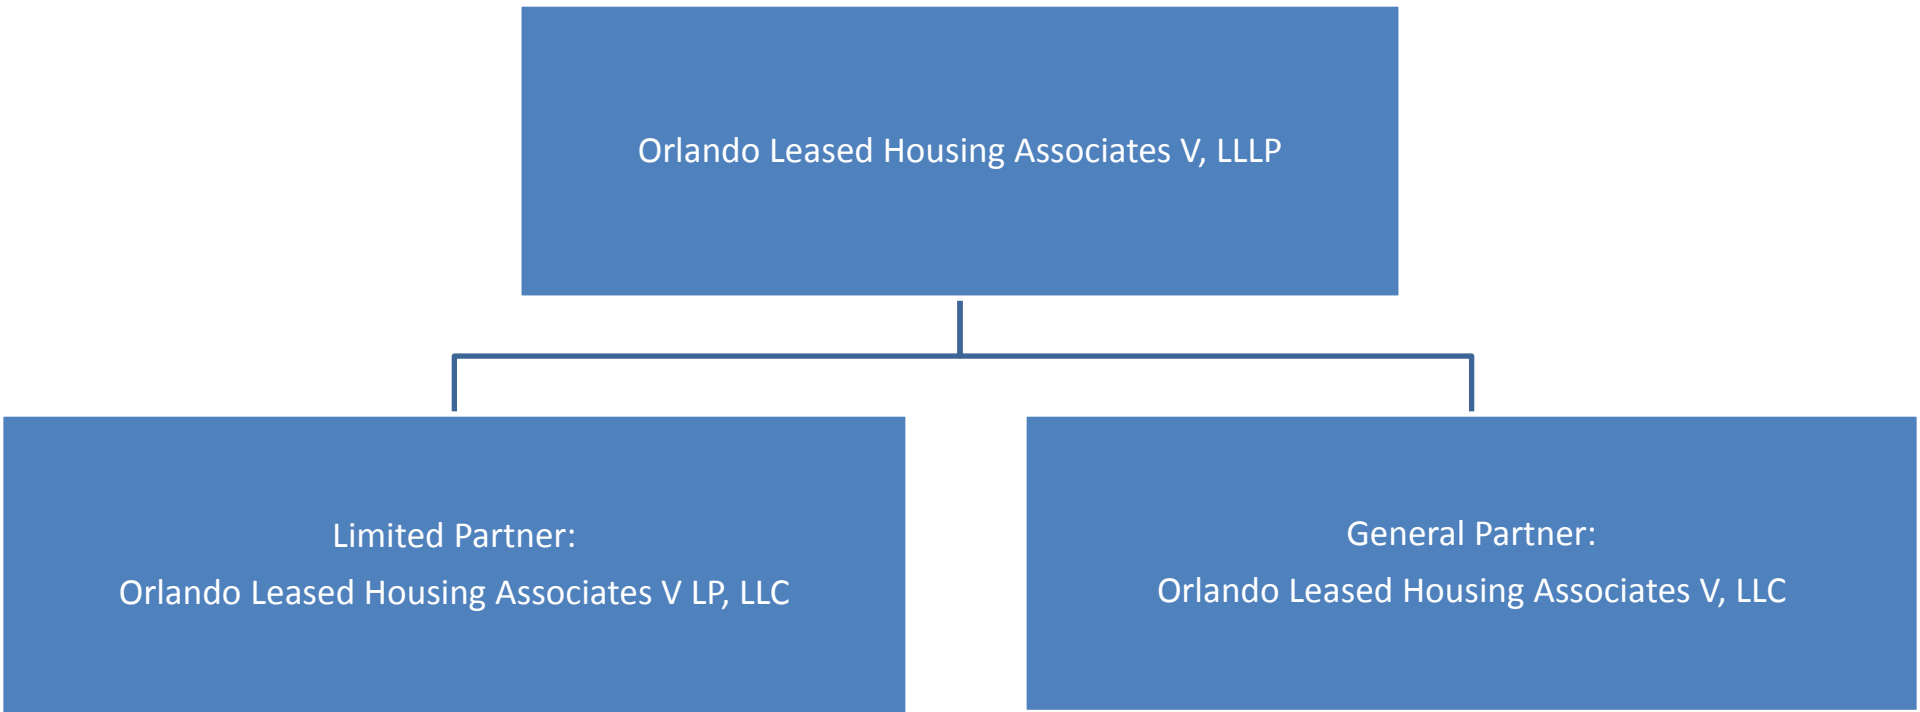 Orlando Leased Housing Associates V, LLLP
Limited Partner:
Orlando Leased Housing Associates V LP, LLC
General Partner:
Orlando Leased Housing Associates V, LLC